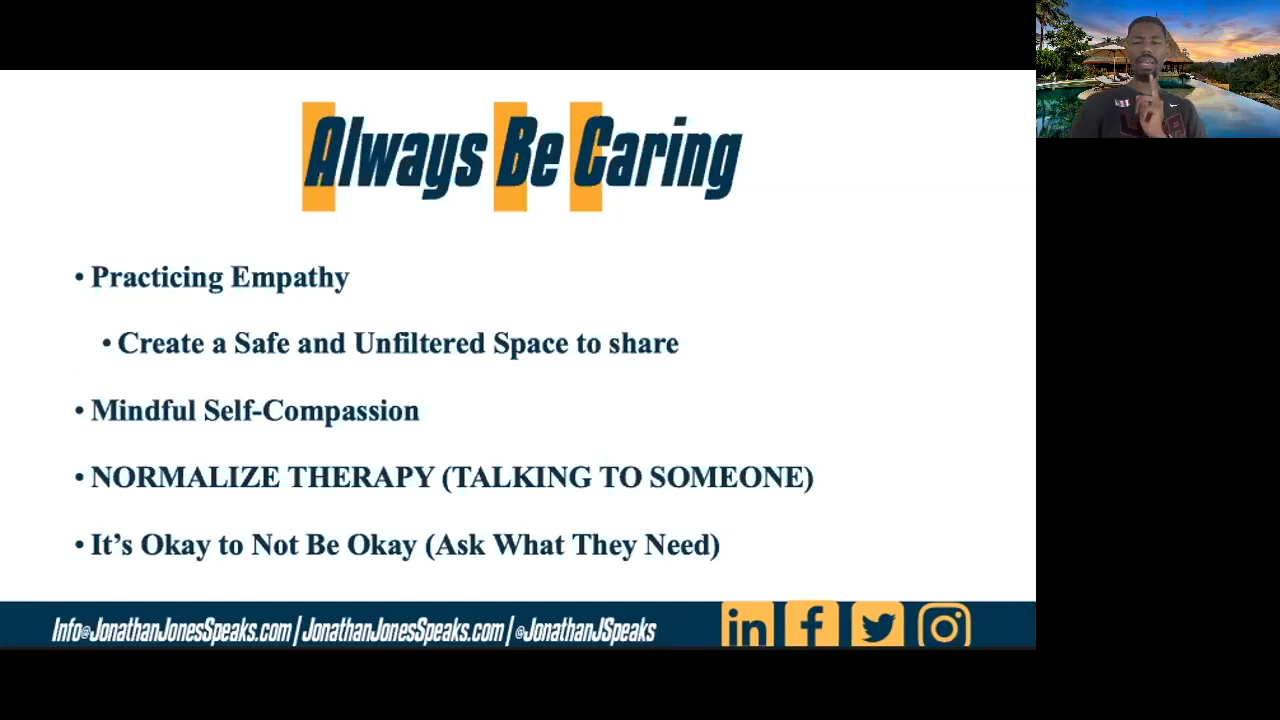 Always Be Caring
• Practicing Empathy
• Create a Safe and Unfiltered Space to share
• Mindful Self-Compassion
• NORMALIZE THERAPY (TALKING TO SOMEONE)
• It’s Okay to Not Be Okay (Ask What They Need)
Info@JonathanJonesSpeaks.com | JonathanJonesSpeaks.com | @JonathanJSpeaks